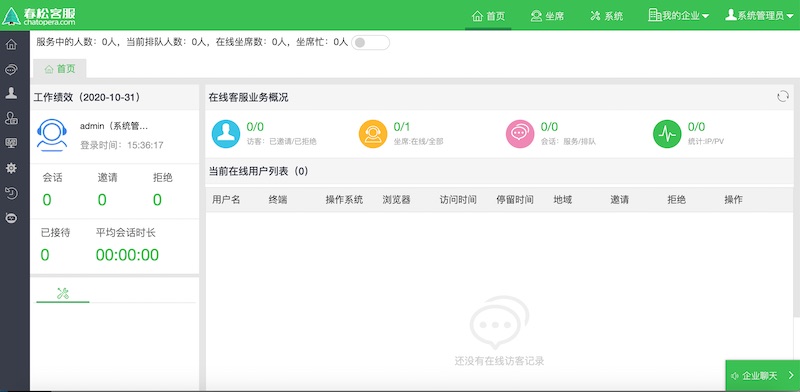 春松客服
chatopera.com
首页
坐席
系统
我的企业
系统管理员
服务中的人数：0人，当前排队人数：0人，在线坐席数：0人，坐席忙：0人
首页
工作绩效（2020-10-31）
admin（系统管...
登录时间：15:36:17
会话 邀请 拒绝
0 0 0
已接待 平均会话时长
0 00:00:00
在线客服业务概况
0/0
访客：已邀请/已拒绝
0/1
坐席:在线/全部
0/0
会话：服务/排队
0/0
统计:IP/PV
当前在线用户列表（0）
用户名 终端 操作系统 浏览器 访问时间 停留时间 地域 邀请 拒绝 操作
还没有在线访客记录
企业聊天